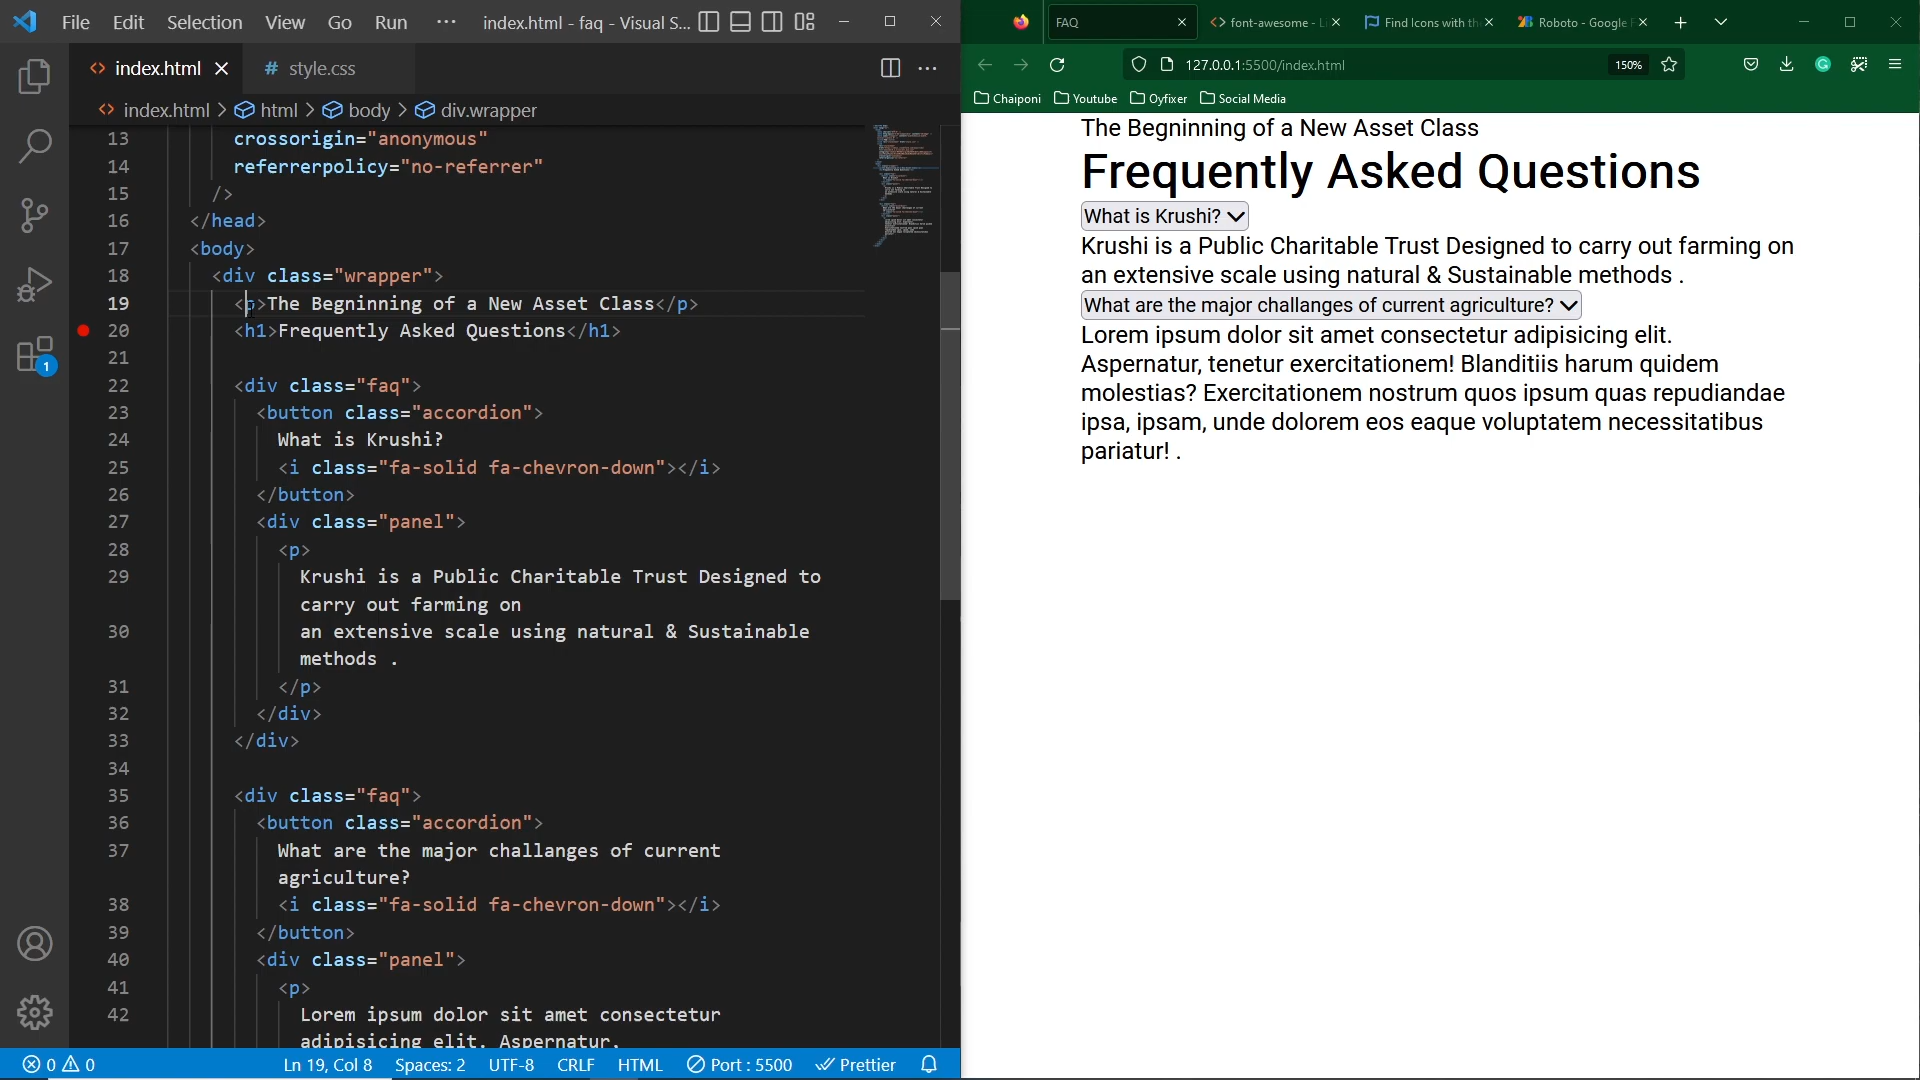 File Edit Selection View Go Run ··· index.html - faq - Visual S...
index.html style.css
index.html > html > body > div.wrapper
13 crossorigin="anonymous"
14 referrerpolicy="no-referrer"
15 />
16 </head>
17 <body>
18 <div class="wrapper">
19 <p>The Begninning of a New Asset Class</p>
20 <h1>Frequently Asked Questions</h1>
21
22 <div class="faq">
23 <button class="accordion">
24 What is Krushi?
25 <i class="fa-solid fa-chevron-down"></i>
26 </button>
27 <div class="panel">
28 <p>
29 Krushi is a Public Charitable Trust Designed to
carry out farming on
30 an extensive scale using natural & Sustainable
methods .
31 </p>
32 </div>
33 </div>
34
35 <div class="faq">
36 <button class="accordion">
37 What are the major challanges of current
agriculture?
38 <i class="fa-solid fa-chevron-down"></i>
39 </button>
40 <div class="panel">
41 <p>
42 Lorem ipsum dolor sit amet consectetur
adipisicing elit. Aspernatur,
1
0 0 Ln 19, Col 8 Spaces: 2 UTF-8 CRLF HTML Port : 5500 Prettier
FAQ font-awesome - Li Find Icons with the Roboto - Google F
127.0.0.1:5500/index.html 150%
Chaiponi Youtube Oyfixer Social Media
The Begninning of a New Asset Class
Frequently Asked Questions
What is Krushi?
Krushi is a Public Charitable Trust Designed to carry out farming on
an extensive scale using natural & Sustainable methods .
What are the major challanges of current agriculture?
Lorem ipsum dolor sit amet consectetur adipisicing elit.
Aspernatur, tenetur exercitationem! Blanditiis harum quidem
molestias? Exercitationem nostrum quos ipsum quas repudiandae
ipsa, ipsam, unde dolorem eos eaque voluptatem necessitatibus
pariatur! .